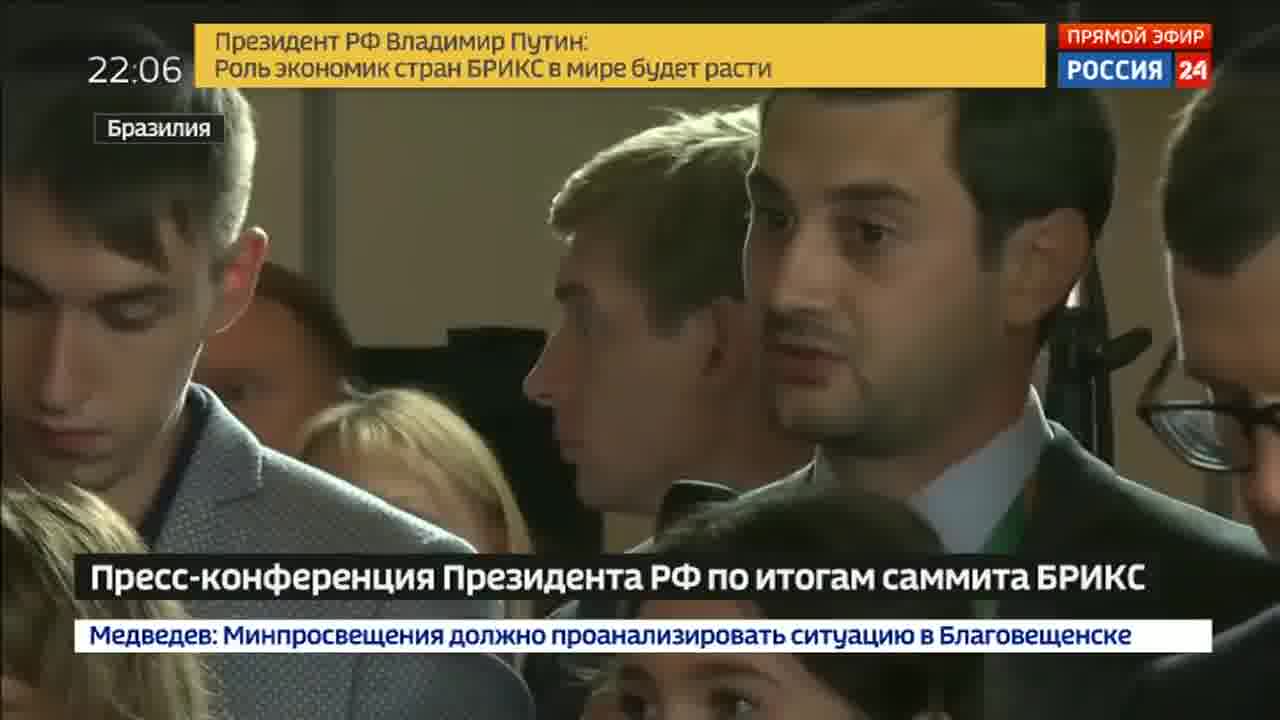 22:06
Президент РФ Владимир Путин:
Роль экономик стран БРИКС в мире будет расти
ПРЯМОЙ ЭФИР
РОССИЯ 24
Бразилия
Пресс-конференция Президента РФ по итогам саммита БРИКС
Медведев: Минпросвещения должно проанализировать ситуацию в Благовещенске